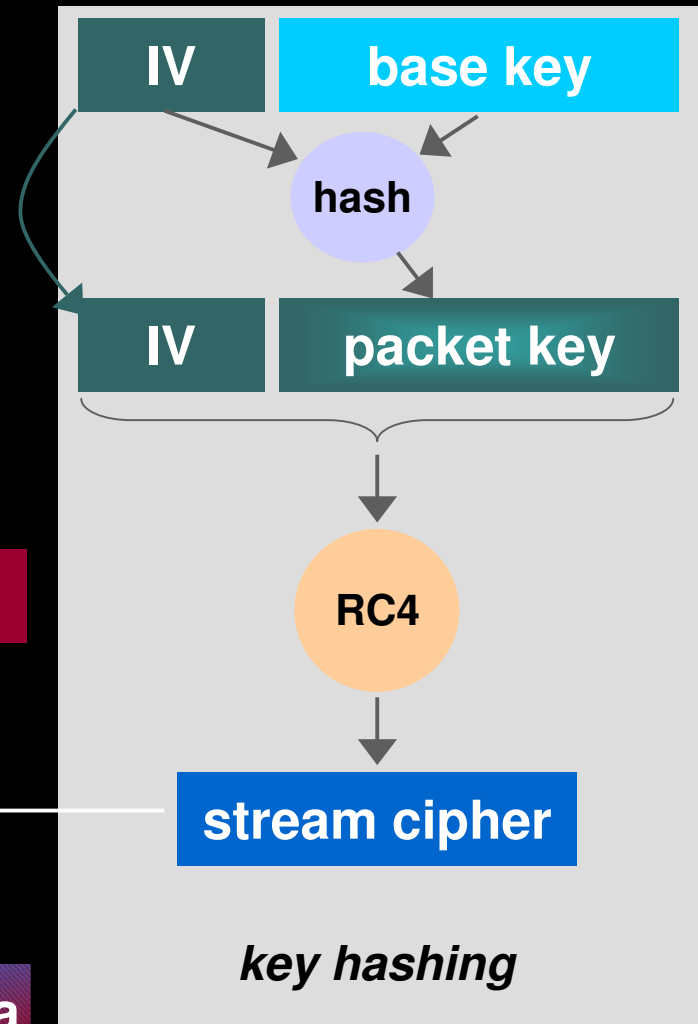 IV base key
hash
IV packet key
RC4
stream cipher
key hashing
a